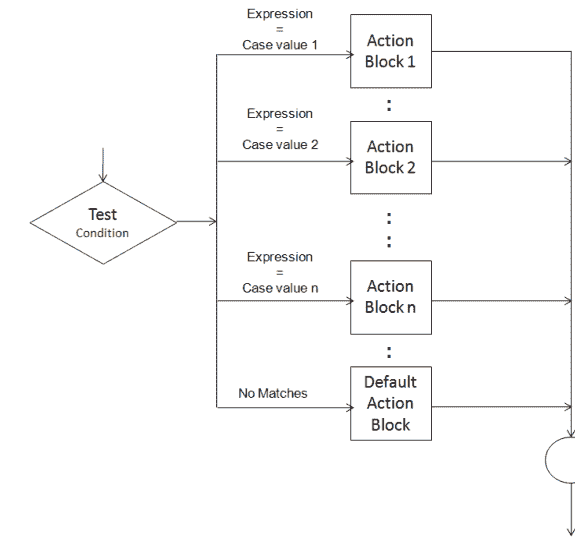 Expression
=
Case value 1
Action
Block 1
:
Expression
=
Case value 2
Action
Block 2
:
:
Test
Condition
Expression
=
Case value n
Action
Block n
:
No Matches
Default
Action
Block